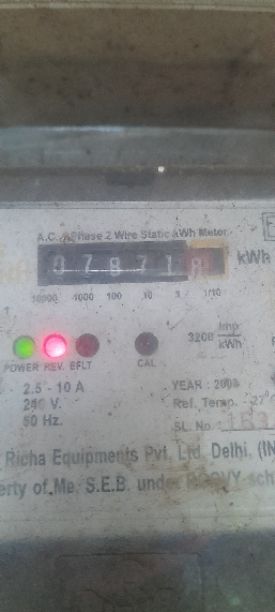 A.C. 1 Phase 2 Wire Static kWh Meter
078718 kWh
10000 1000 100 10 1 1/10
3200 Imp/kWh
POWER REV. EFLT CAL
2.5 - 10 A YEAR : 2008
240 V. Ref. Temp. : 27°
50 Hz. SL. No.
Richa Equipments Pvt. Ltd. Delhi. (IN
erty of Me. S.E.B. under